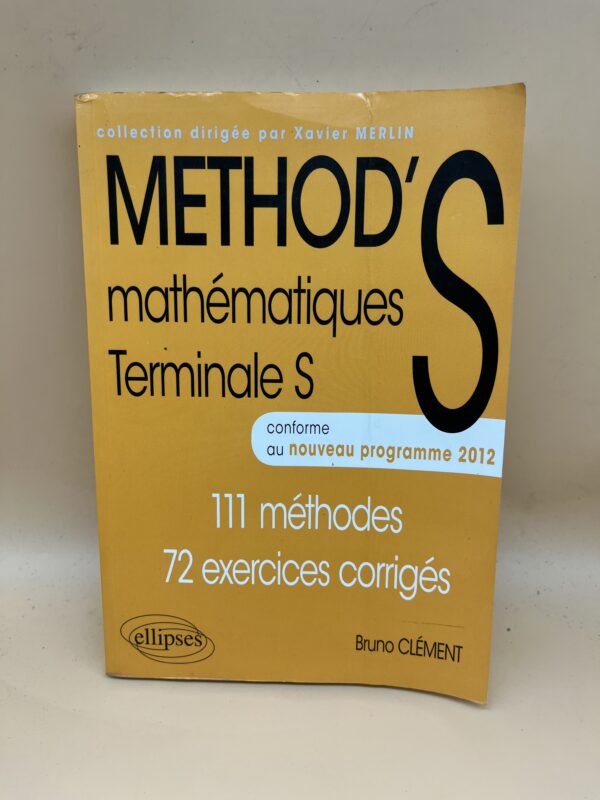 collection dirigée par Xavier MERLIN
METHOD'S
mathématiques
Terminale S
conforme
au nouveau programme 2012
111 méthodes
72 exercices corrigés
ellipses
Bruno CLÉMENT